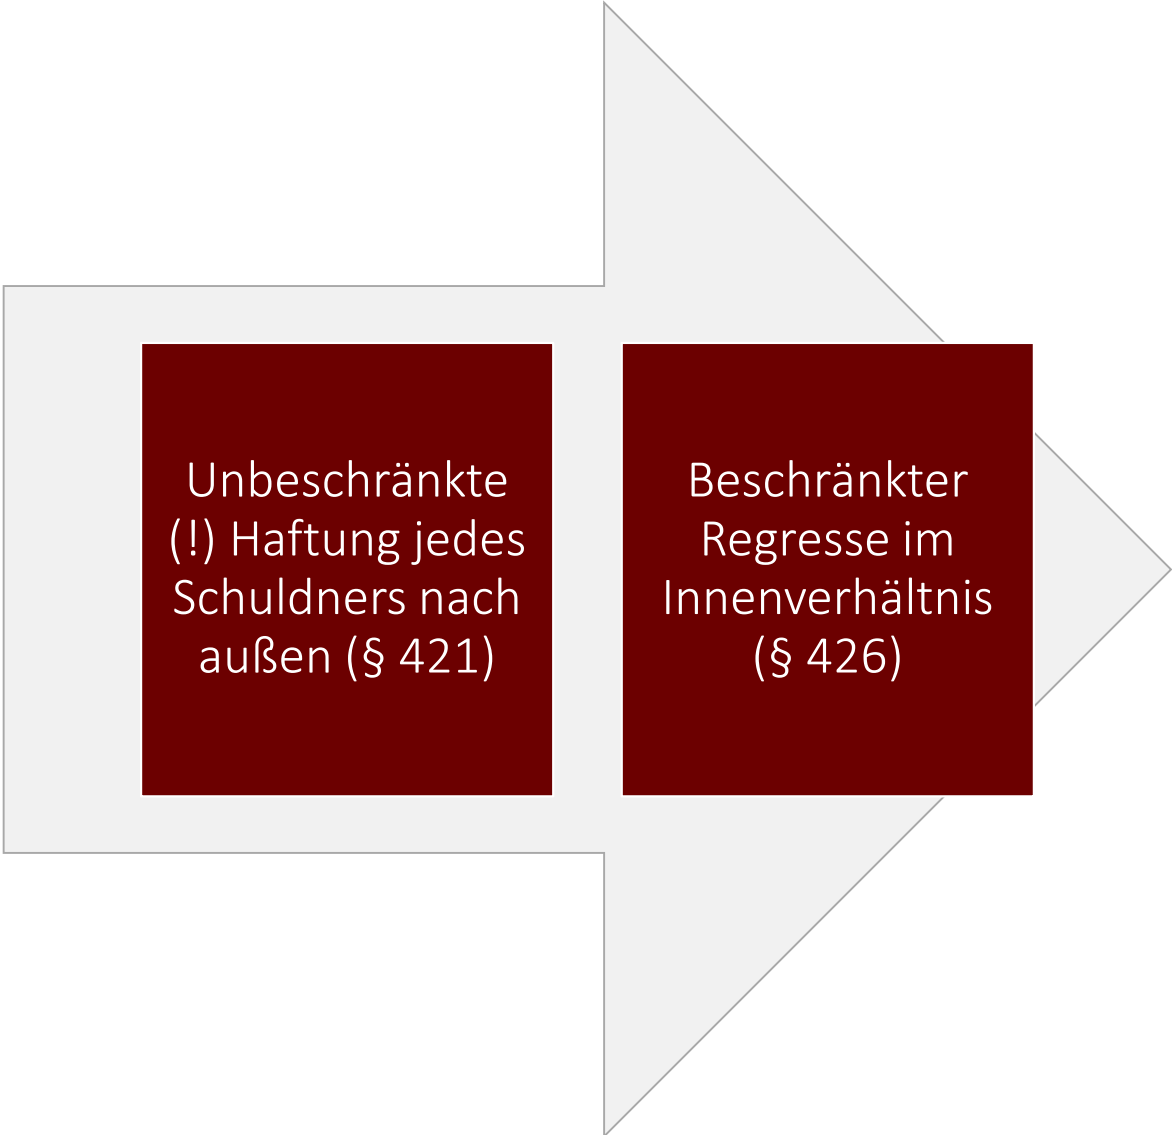 Unbeschränkte
(!) Haftung jedes
Schuldners nach
außen (§ 421)
Beschränkter
Regresse im
Innenverhältnis
(§ 426)